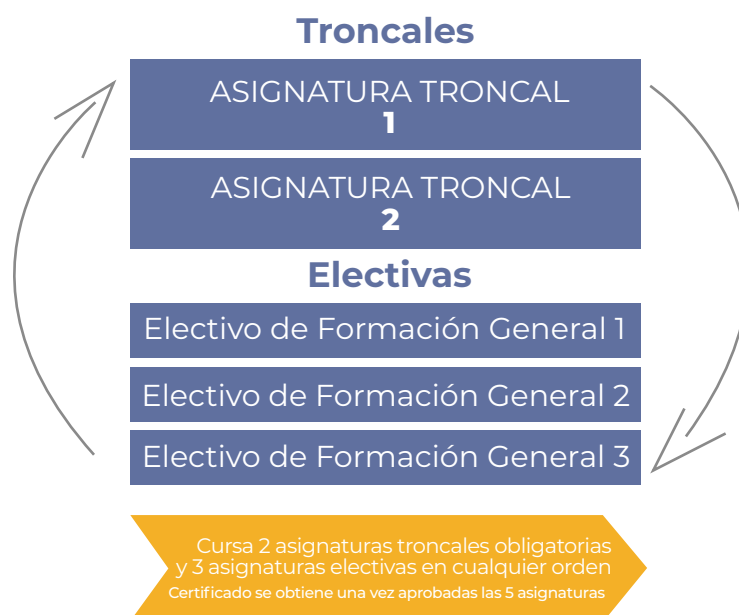 Troncales
ASIGNATURA TRONCAL
1
ASIGNATURA TRONCAL
2
Electivas
Electivo de Formación General 1
Electivo de Formación General 2
Electivo de Formación General 3
Cursa 2 asignaturas troncales obligatorias
y 3 asignaturas electivas en cualquier orden
Certificado se obtiene una vez aprobadas las 5 asignaturas